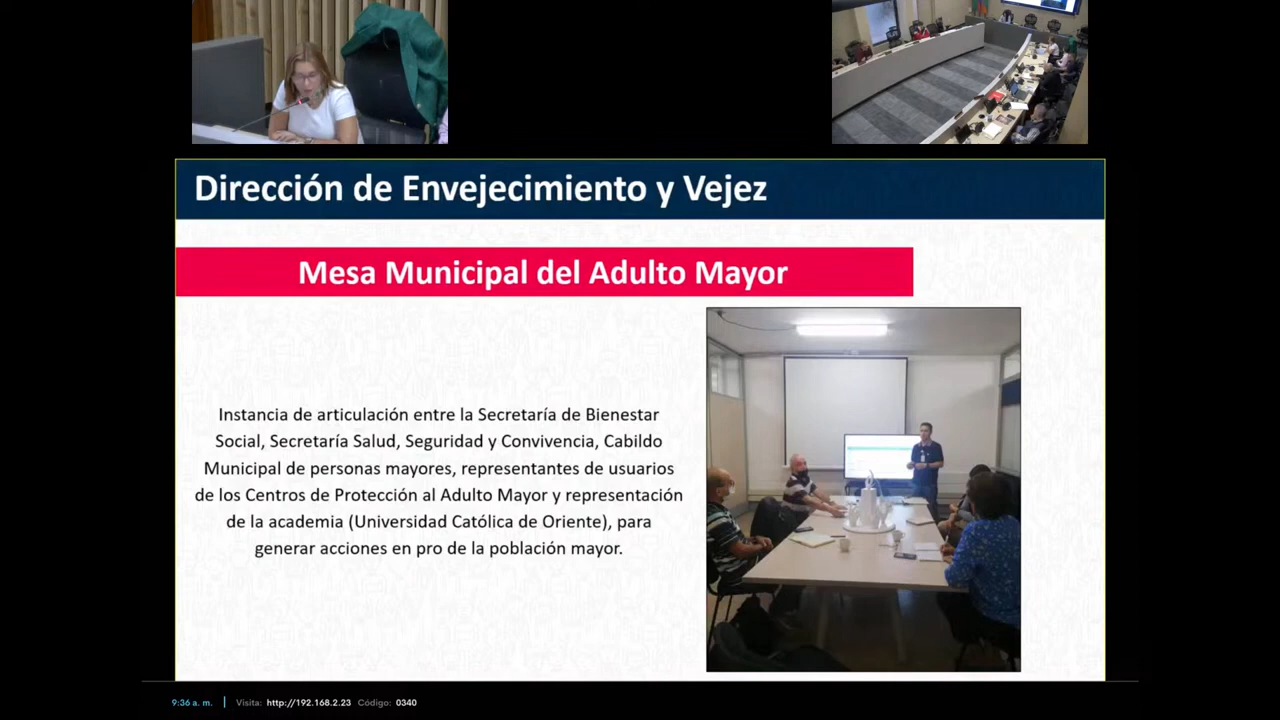 Dirección de Envejecimiento y Vejez
Mesa Municipal del Adulto Mayor
Instancia de articulación entre la Secretaría de Bienestar
Social, Secretaría Salud, Seguridad y Convivencia, Cabildo
Municipal de personas mayores, representantes de usuarios
de los Centros de Protección al Adulto Mayor y representación
de la academia (Universidad Católica de Oriente), para
generar acciones en pro de la población mayor.
9:36 a. m. | Visita: http://192.168.2.23 Código: 0340